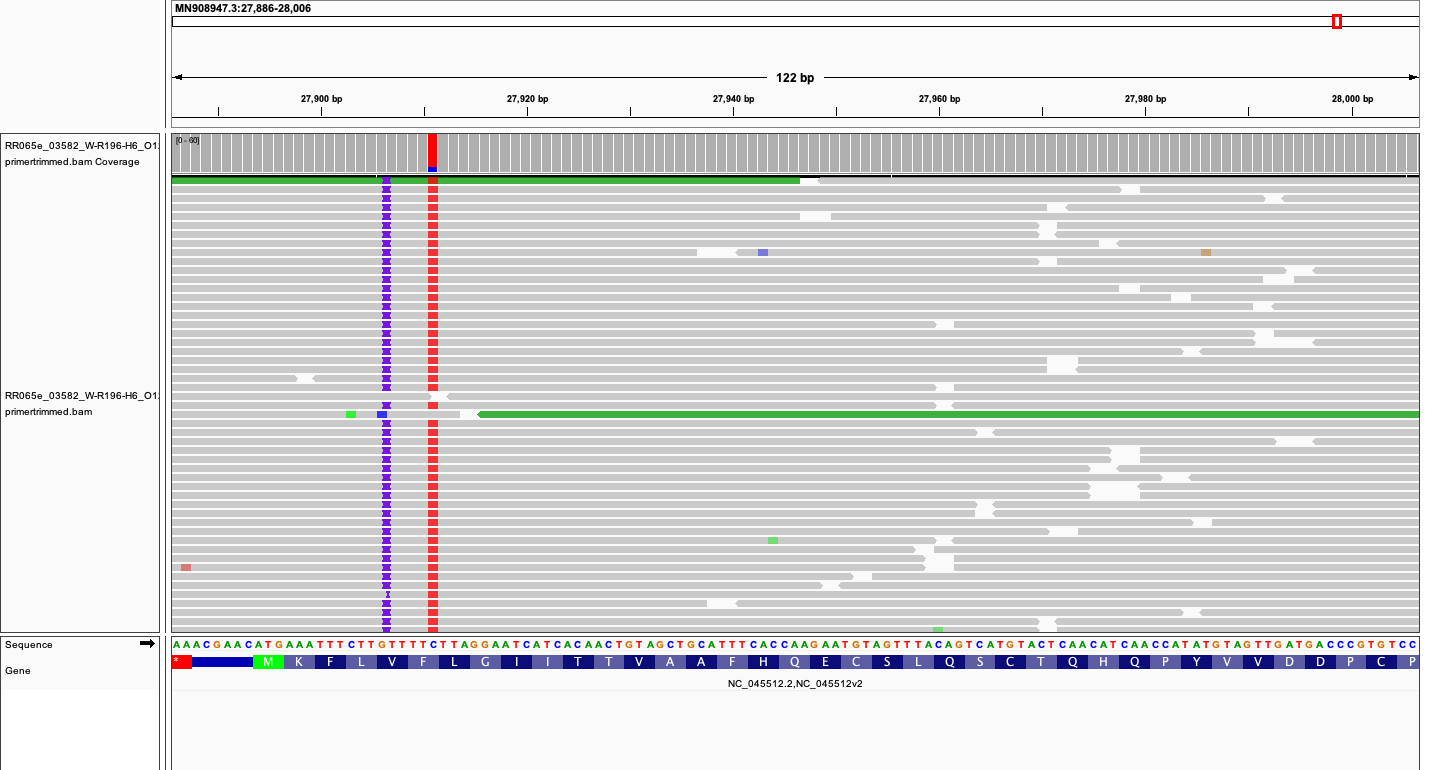 MN908947.3:27,886-28,006
122 bp
27,900 bp 27,920 bp 27,940 bp 27,960 bp 27,980 bp 28,000 bp
RR065e_03582_W-R196-H6_O1
primertrimmed.bam Coverage
[0 - 60]
RR065e_03582_W-R196-H6_O1
primertrimmed.bam
Sequence
AAACGAACATGAAATTTCTTGTTTTCTTAGGAATCATCACAACTGTAGCTGCATTTCACCAAGAATGTAGTTTACAGTCATGTACTCAACATCAACCATATGTAGTTGATGACCCGTGTCC
Gene
* M K F L V F L G I I T T V A A F H Q E C S L Q S C T Q H Q P Y V V D D P C P
NC_045512.2,NC_045512v2